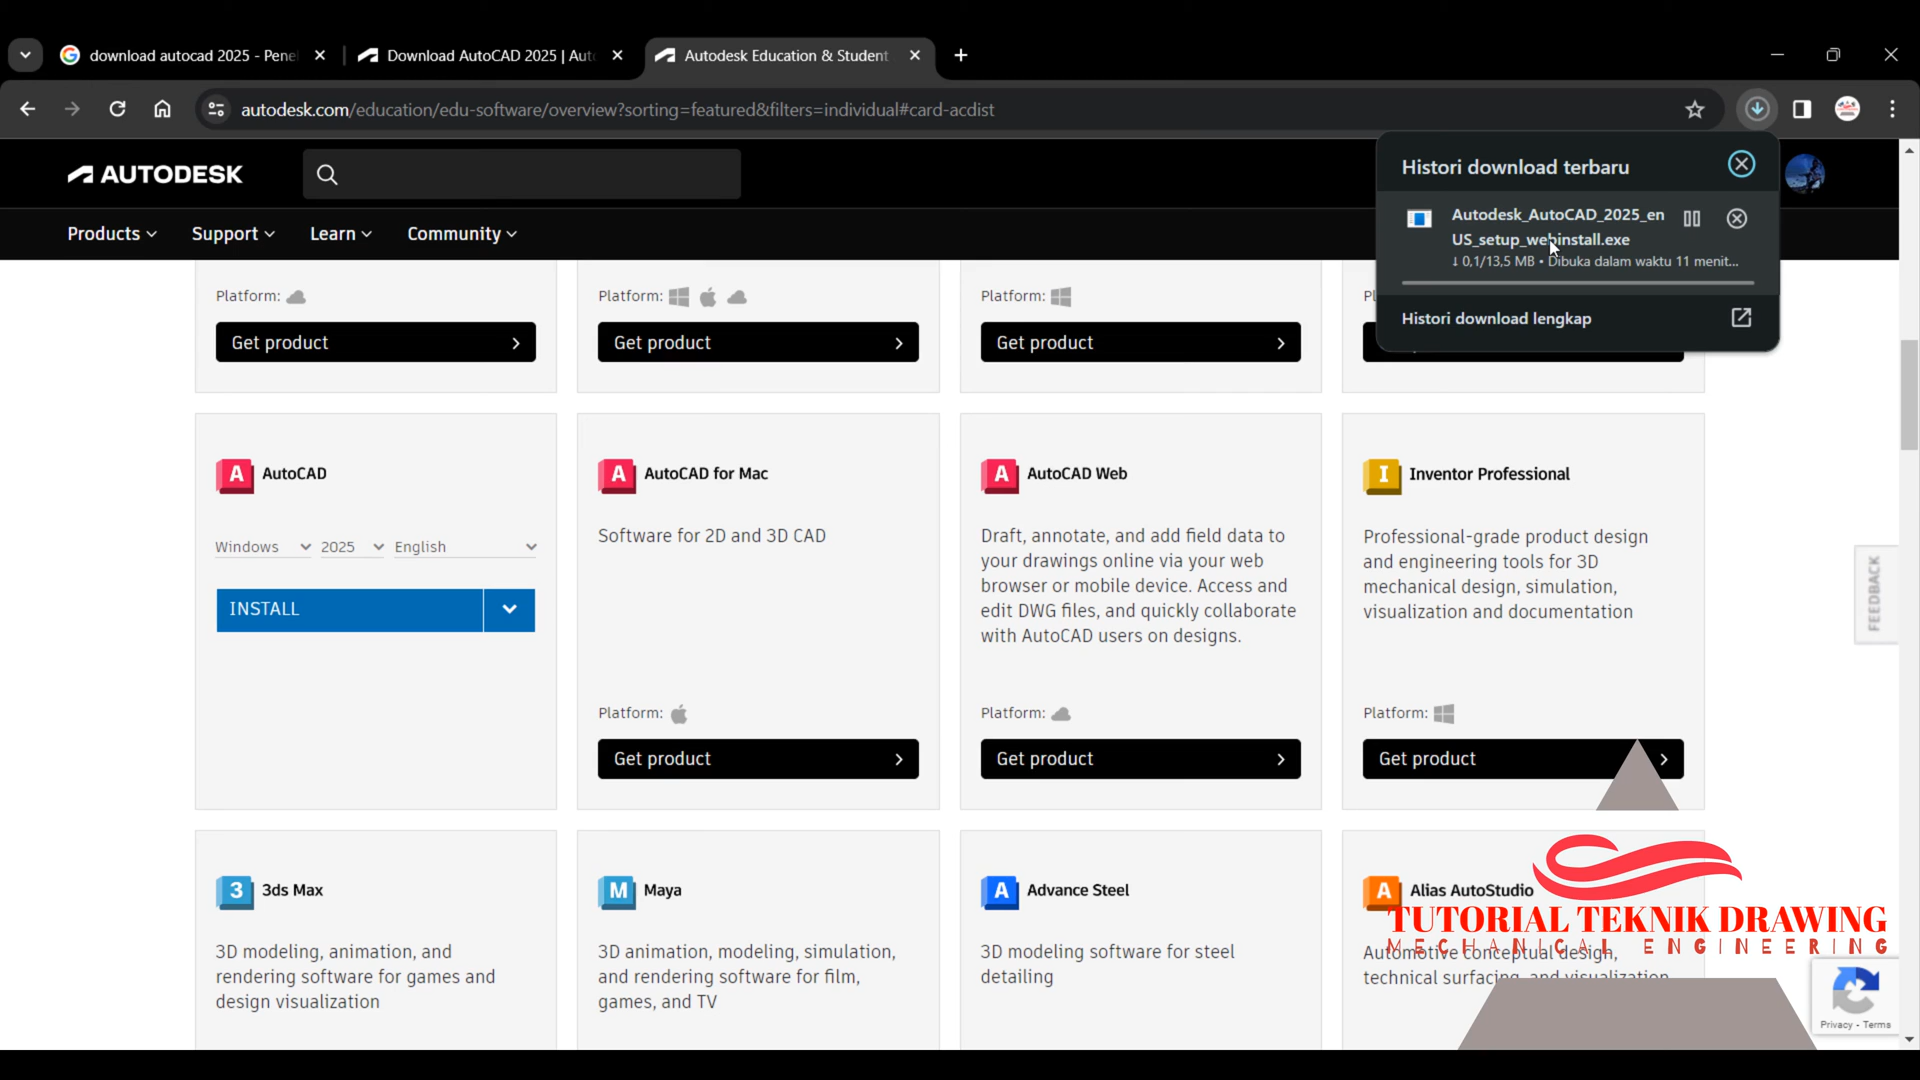 download autocad 2025 - Pene
Download AutoCAD 2025 | Aut
Autodesk Education & Student
autodesk.com/education/edu-software/overview?sorting=featured&filters=individual#card-acdist
AUTODESK
Products
Support
Learn
Community
Histori download terbaru
Autodesk_AutoCAD_2025_en
US_setup_webinstall.exe
↓ 0,1/13,5 MB • Dibuka dalam waktu 11 menit...
Histori download lengkap
Platform:
Platform:
Platform:
Get product
Get product
Get product
AutoCAD
Windows
2025
English
INSTALL
AutoCAD for Mac
Software for 2D and 3D CAD
Platform:
Get product
AutoCAD Web
Draft, annotate, and add field data to
your drawings online via your web
browser or mobile device. Access and
edit DWG files, and quickly collaborate
with AutoCAD users on designs.
Platform:
Get product
Inventor Professional
Professional-grade product design
and engineering tools for 3D
mechanical design, simulation,
visualization and documentation
Platform:
Get product
FEEDBACK
3ds Max
3D modeling, animation, and
rendering software for games and
design visualization
Maya
3D animation, modeling, simulation,
and rendering software for film,
games, and TV
Advance Steel
3D modeling software for steel
detailing
Alias AutoStudio
Automotive conceptual design,
technical surfacing, and visualization
TUTORIAL TEKNIK DRAWING
MECHANICAL ENGINEERING
Privacy - Terms